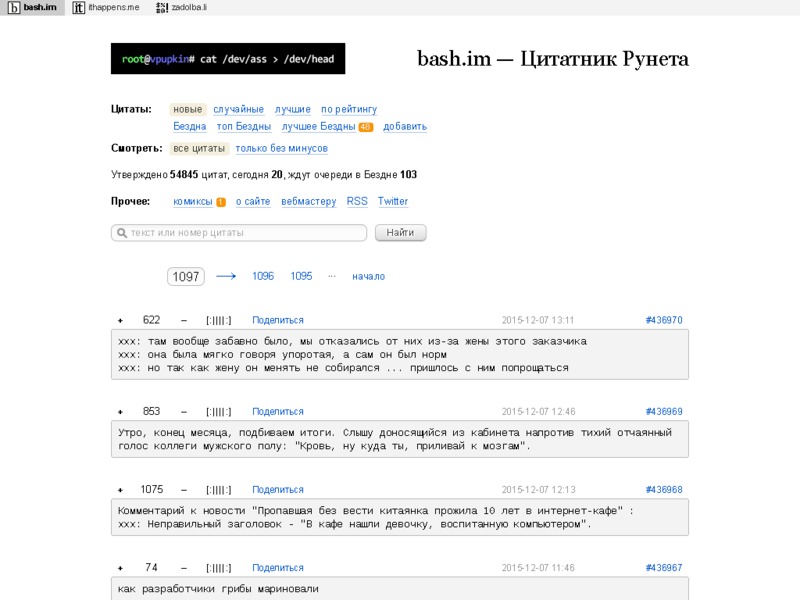 bash.im ithappens.me zadolba.li
root@vpupkin# cat /dev/ass > /dev/head
bash.im — Цитатник Рунета
Цитаты: новые случайные лучшие по рейтингу
Бездна топ Бездны лучшее Бездны 48 добавить
Смотреть: все цитаты только без минусов
Утверждено 54845 цитат, сегодня 20, ждут очереди в Бездне 103
Прочее: комиксы 1 о сайте вебмастеру RSS Twitter
текст или номер цитаты Найти
1097 → 1096 1095 ... начало
+ 622 – [:||||:] Поделиться 2015-12-07 13:11 #436970
xxx: там вообще забавно было, мы отказались от них из-за жены этого заказчика
xxx: она была мягко говоря упоротая, а сам он был норм
xxx: но так как жену он менять не собирался ... пришлось с ним попрощаться
+ 853 – [:||||:] Поделиться 2015-12-07 12:46 #436969
Утро, конец месяца, подбиваем итоги. Слышу доносящийся из кабинета напротив тихий отчаянный
голос коллеги мужского полу: "Кровь, ну куда ты, приливай к мозгам".
+ 1075 – [:||||:] Поделиться 2015-12-07 12:13 #436968
Комментарий к новости "Пропавшая без вести китаянка прожила 10 лет в интернет-кафе" :
xxx: Неправильный заголовок - "В кафе нашли девочку, воспитанную компьютером".
+ 74 – [:||||:] Поделиться 2015-12-07 11:46 #436967
как разработчики грибы мариновали